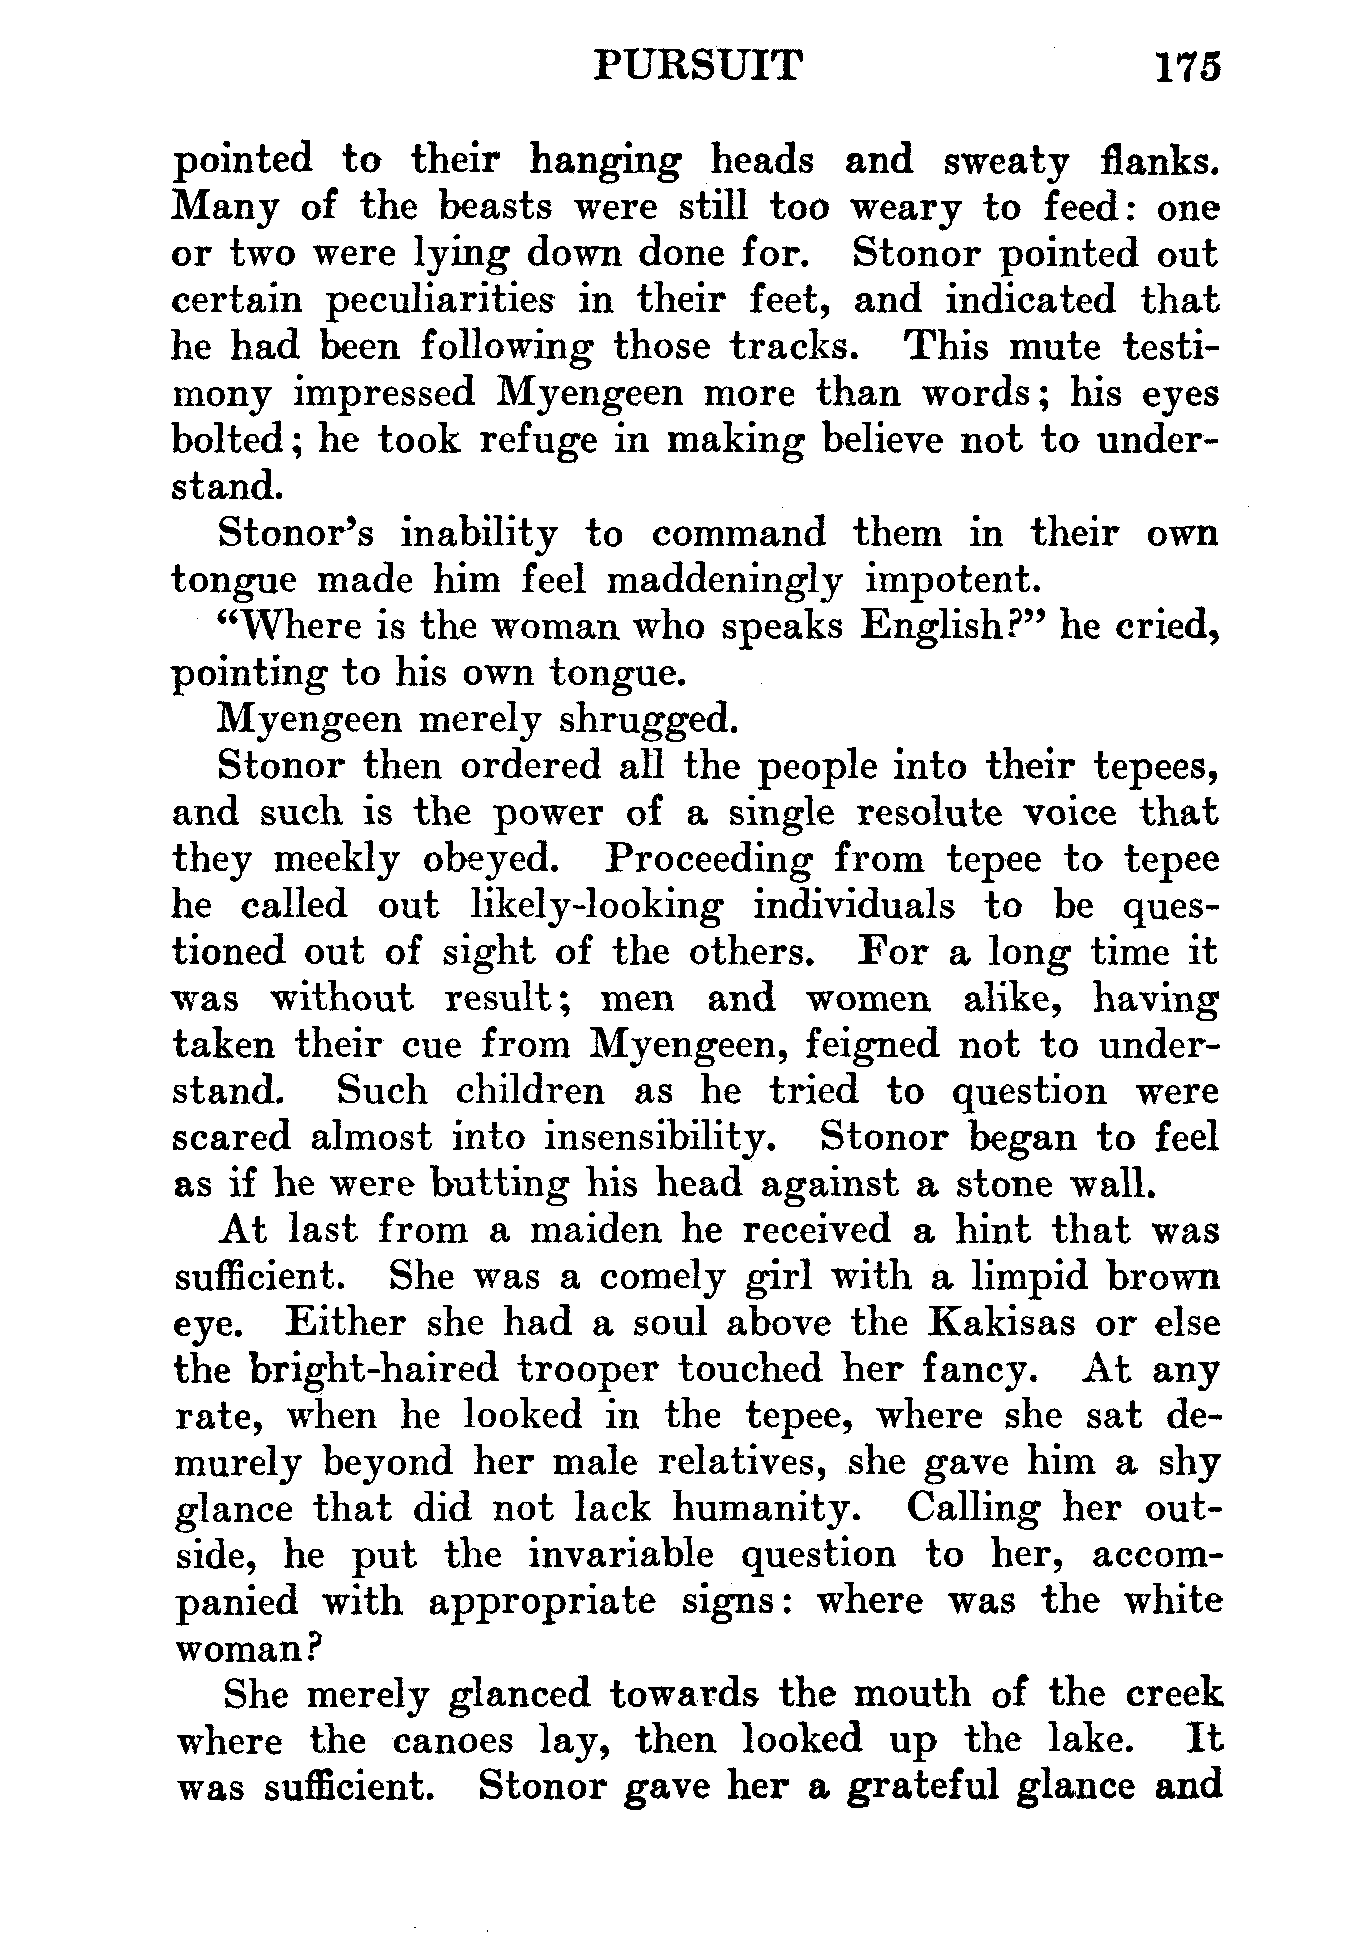 PURSUIT 175
pointed to their hanging heads and sweaty flanks.
Many of the beasts were still too weary to feed: one
or two were lying down done for. Stonor pointed out
certain peculiarities in their feet, and indicated that
he had been following those tracks. This mute testi-
mony impressed Myengeen more than words; his eyes
bolted; he took refuge in making believe not to under-
stand.
Stonor's inability to command them in their own
tongue made him feel maddeningly impotent.
"Where is the woman who speaks English?" he cried,
pointing to his own tongue.
Myengeen merely shrugged.
Stonor then ordered all the people into their tepees,
and such is the power of a single resolute voice that
they meekly obeyed. Proceeding from tepee to tepee
he called out likely-looking individuals to be ques-
tioned out of sight of the others. For a long time it
was without result; men and women alike, having
taken their cue from Myengeen, feigned not to under-
stand. Such children as he tried to question were
scared almost into insensibility. Stonor began to feel
as if he were butting his head against a stone wall.
At last from a maiden he received a hint that was
sufficient. She was a comely girl with a limpid brown
eye. Either she had a soul above the Kakisas or else
the bright-haired trooper touched her fancy. At any
rate, when he looked in the tepee, where she sat de-
murely beyond her male relatives, she gave him a shy
glance that did not lack humanity. Calling her out-
side, he put the invariable question to her, accom-
panied with appropriate signs: where was the white
woman?
She merely glanced towards the mouth of the creek
where the canoes lay, then looked up the lake. It
was sufficient. Stonor gave her a grateful glance and